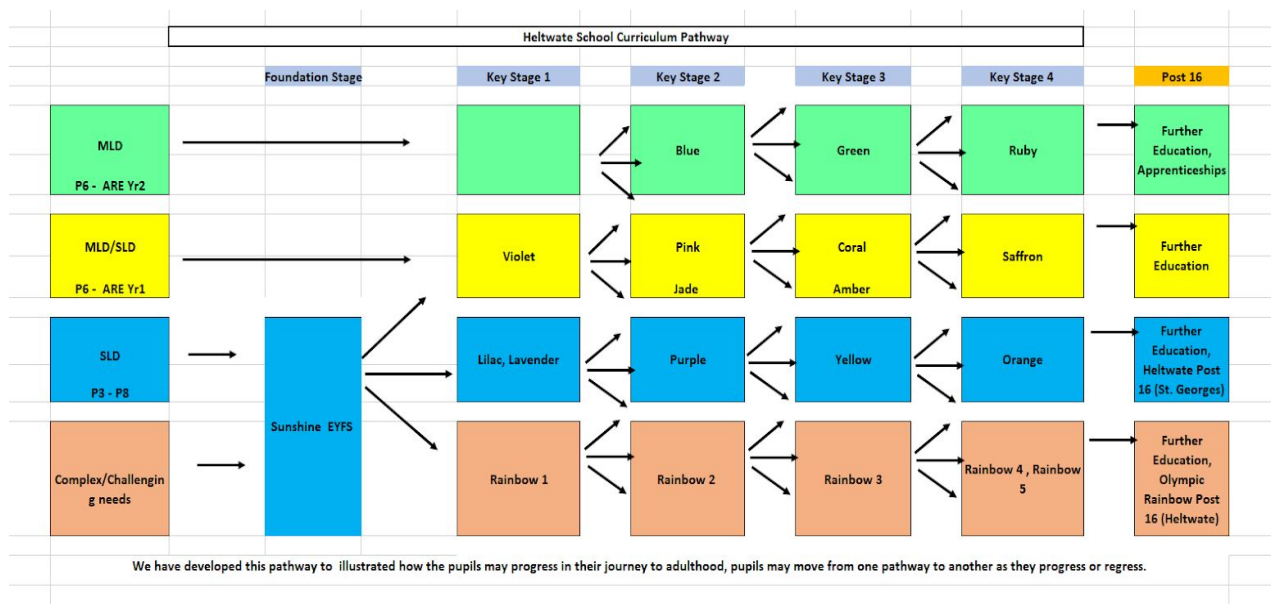 Heltwate School Curriculum Pathway
Foundation Stage
Key Stage 1
Key Stage 2
Key Stage 3
Key Stage 4
Post 16
MLD
P6 - ARE Yr2
Blue
Green
Ruby
Further
Education,
Apprenticeships
MLD/SLD
P6 - ARE Yr1
Violet
Pink
Jade
Coral
Amber
Saffron
Further
Education
SLD
P3 - P8
Sunshine EYFS
Lilac, Lavender
Purple
Yellow
Orange
Further
Education,
Heltwate Post
16 (St. Georges)
Complex/Challengin
g needs
Rainbow 1
Rainbow 2
Rainbow 3
Rainbow 4 , Rainbow
5
Further
Education,
Olympic
Rainbow Post
16 (Heltwate)
We have developed this pathway to illustrated how the pupils may progress in their journey to adulthood, pupils may move from one pathway to another as they progress or regress.